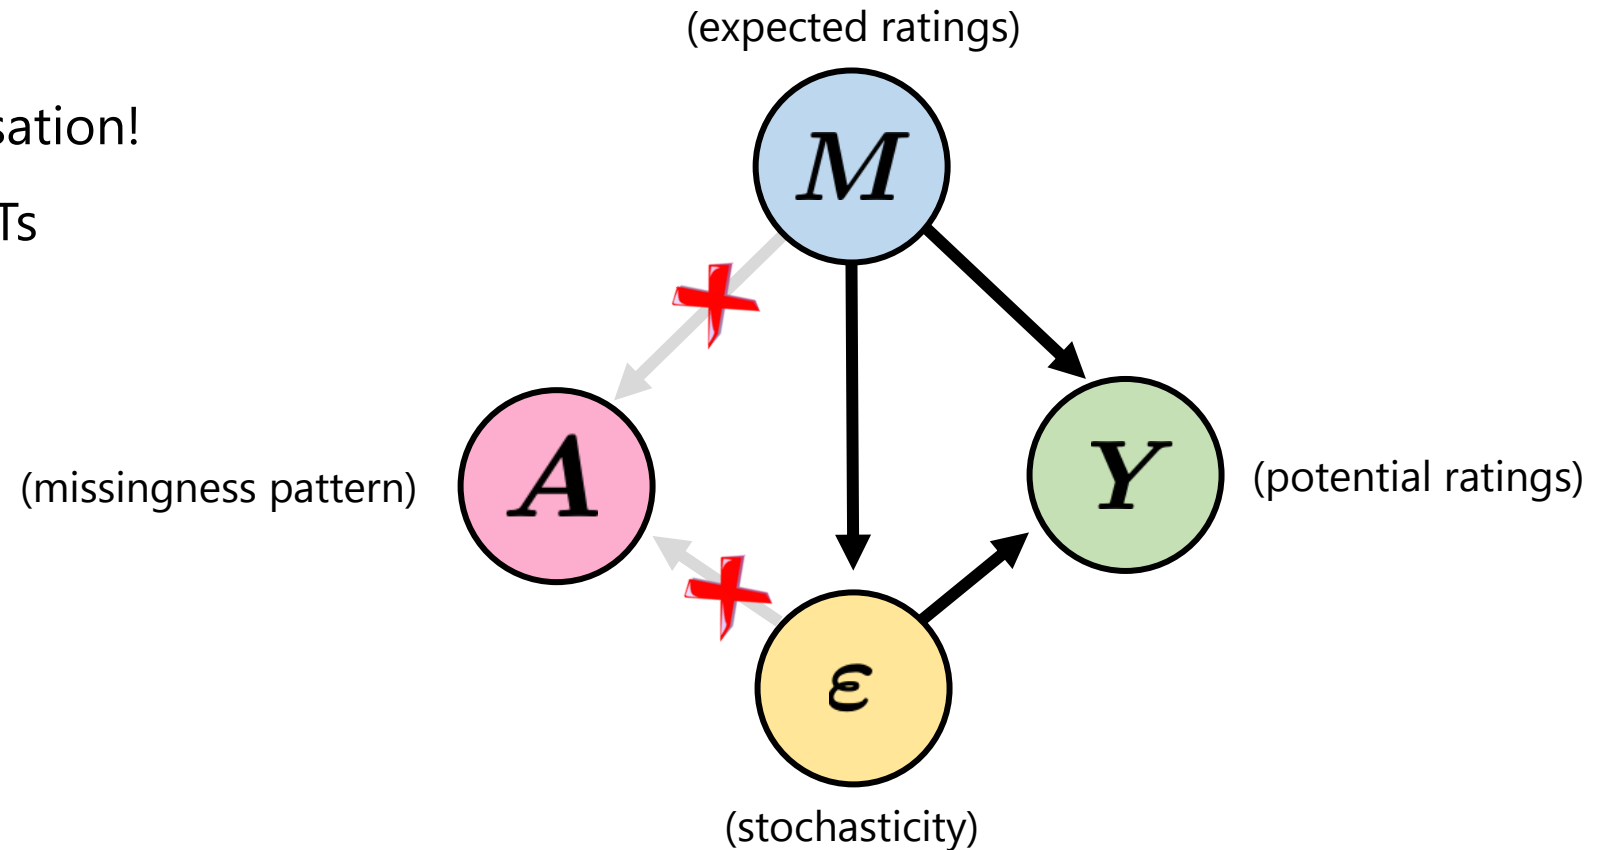 (expected ratings)
sation!
M
Ts
(missingness pattern)
A
Y
(potential ratings)
ε
(stochasticity)